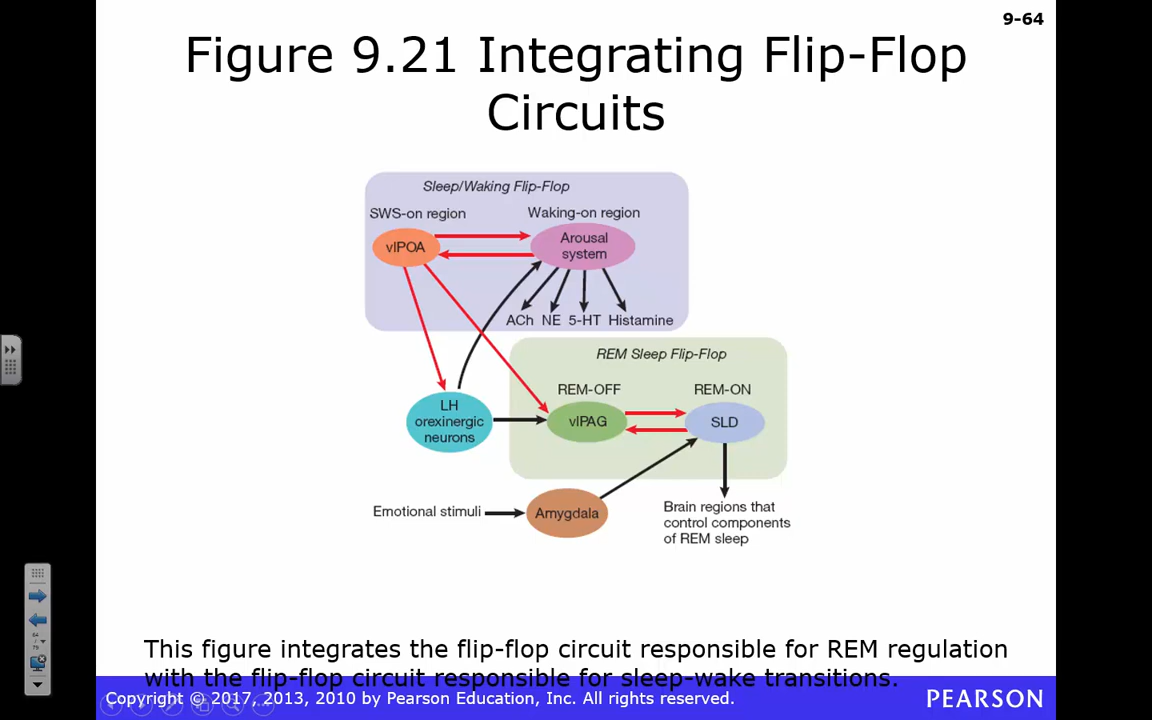 9-64
Figure 9.21 Integrating Flip-Flop
Circuits
Sleep/Waking Flip-Flop
SWS-on region
Waking-on region
vlPOA
Arousal
system
ACh NE 5-HT Histamine
REM Sleep Flip-Flop
REM-OFF
REM-ON
LH
orexinergic
neurons
vlPAG
SLD
Emotional stimuli
Amygdala
Brain regions that
control components
of REM sleep
This figure integrates the flip-flop circuit responsible for REM regulation
with the flip-flop circuit responsible for sleep-wake transitions.
Copyright © 2017, 2013, 2010 by Pearson Education, Inc. All rights reserved.
PEARSON
64
/
79